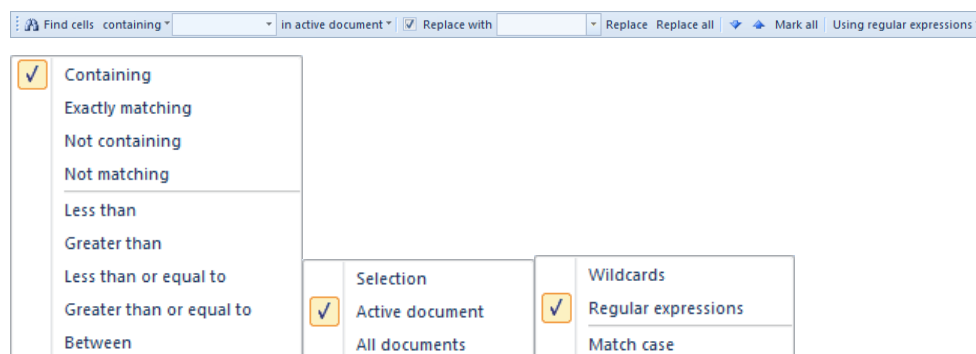 Find cells containing in active document Replace with Replace Replace all Mark all Using regular expressions
Containing
Exactly matching
Not containing
Not matching
Less than
Greater than
Less than or equal to
Greater than or equal to
Between
Selection
Active document
All documents
Wildcards
Regular expressions
Match case